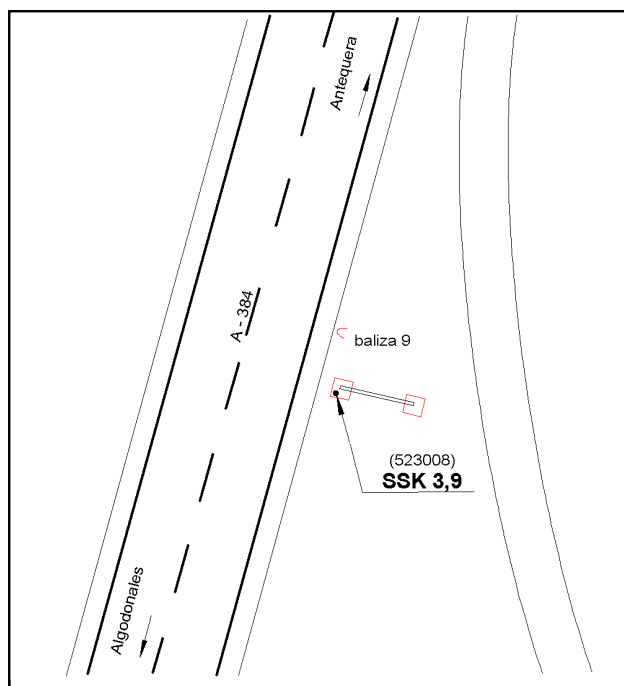 Antequera
A - 384
baliza 9
(523008)
SSK 3,9
Algodonales